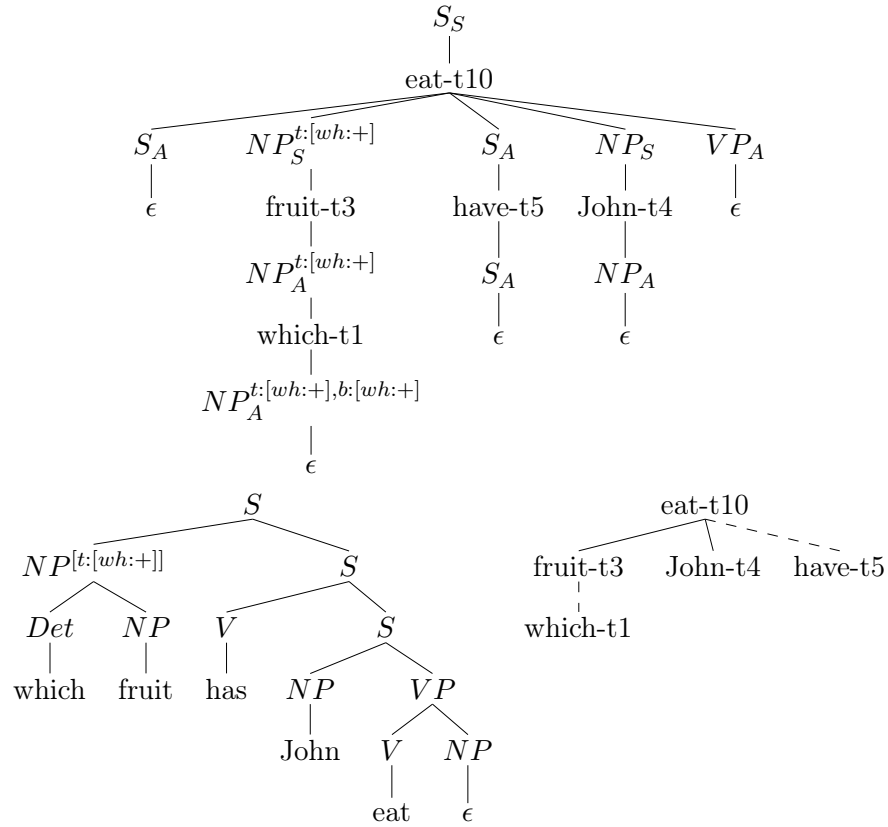 S_S
eat-t10
S_A NP_S^{t:[wh:+]} S_A NP_S VP_A
ϵ fruit-t3 have-t5 John-t4 ϵ
NP_A^{t:[wh:+]} S_A NP_A
which-t1 ϵ ϵ
NP_A^{t:[wh:+],b:[wh:+]}
ϵ
S eat-t10
NP^{[t:[wh:+]]} S fruit-t3 John-t4 have-t5
Det NP V S which-t1
which fruit has NP VP
John V NP
eat ϵ